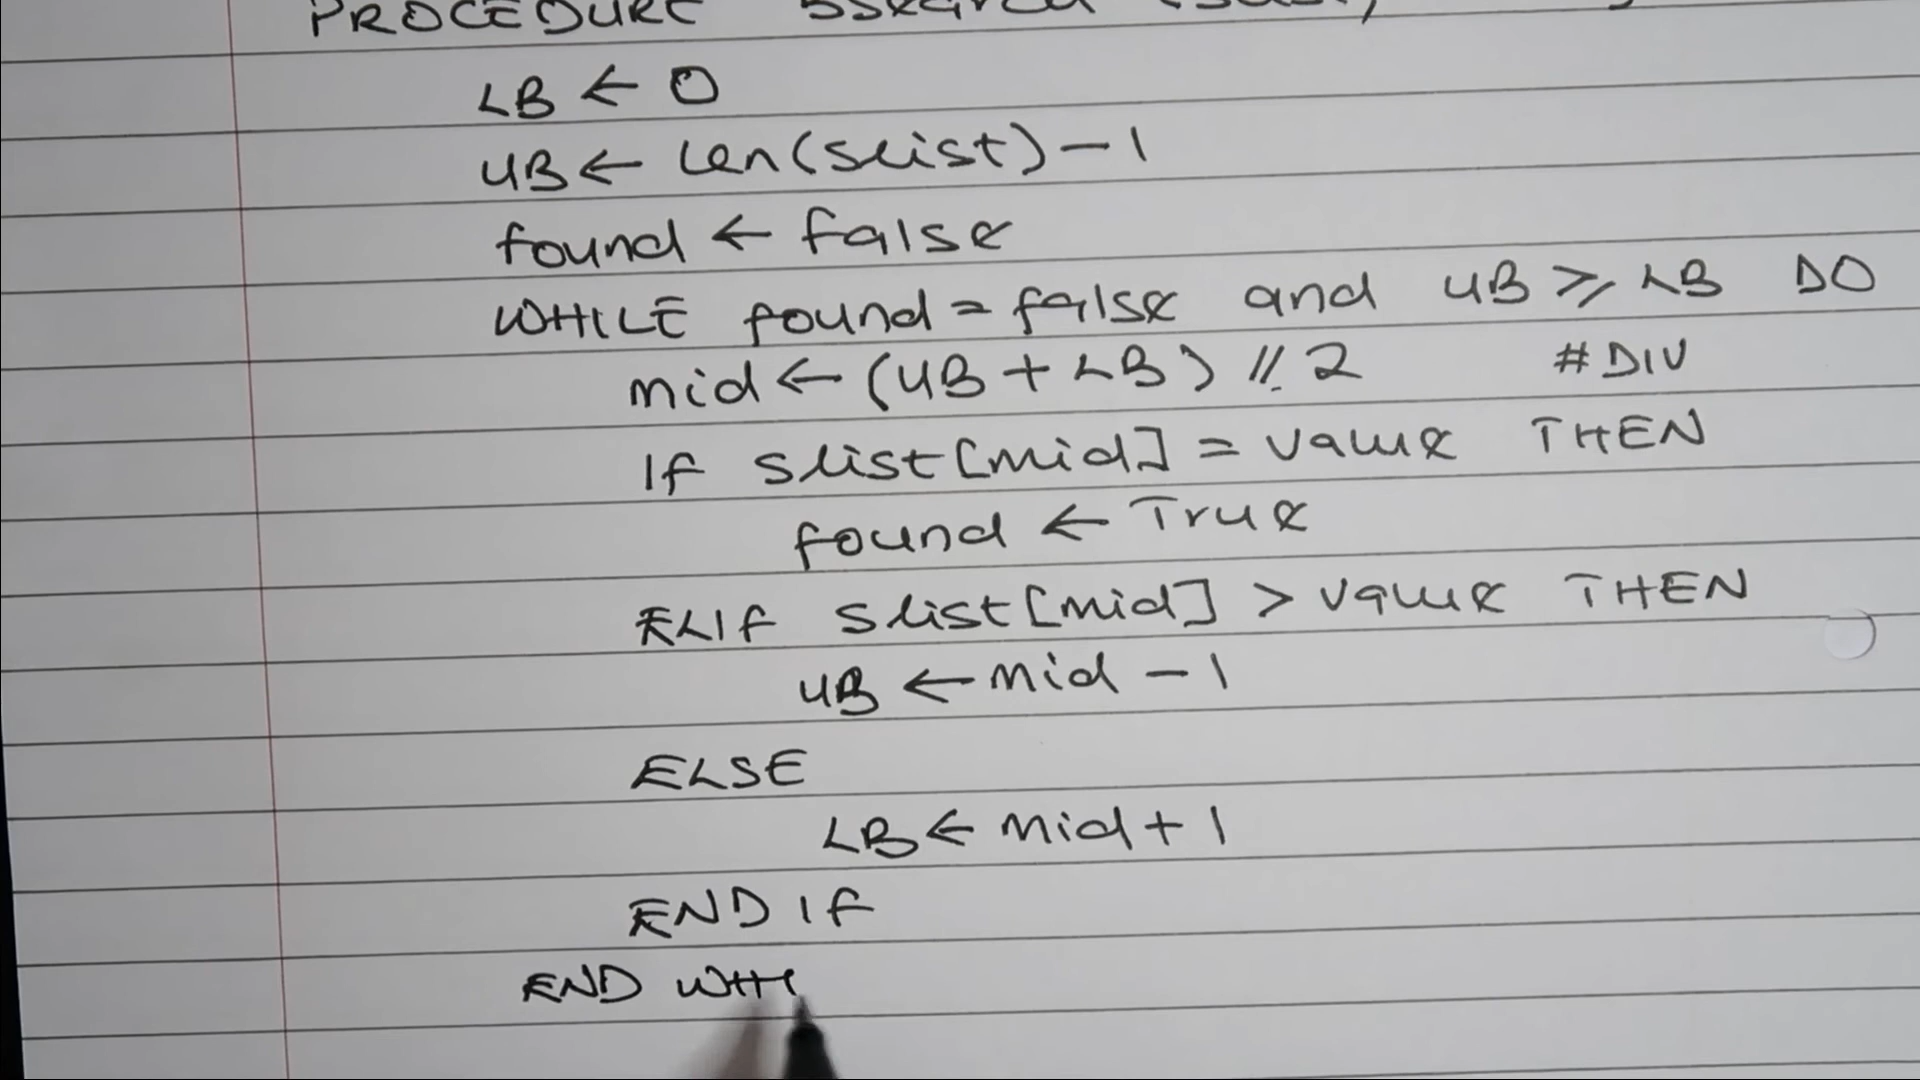 PROCEDURE
LB ← 0
UB ← len(slist) - 1
found ← false
WHILE found = false and UB >= LB DO
mid ← (UB + LB) // 2 #DIV
If slist[mid] = value THEN
found ← True
ELIF slist[mid] > value THEN
UB ← mid - 1
ELSE
LB ← mid + 1
END IF
END WHI